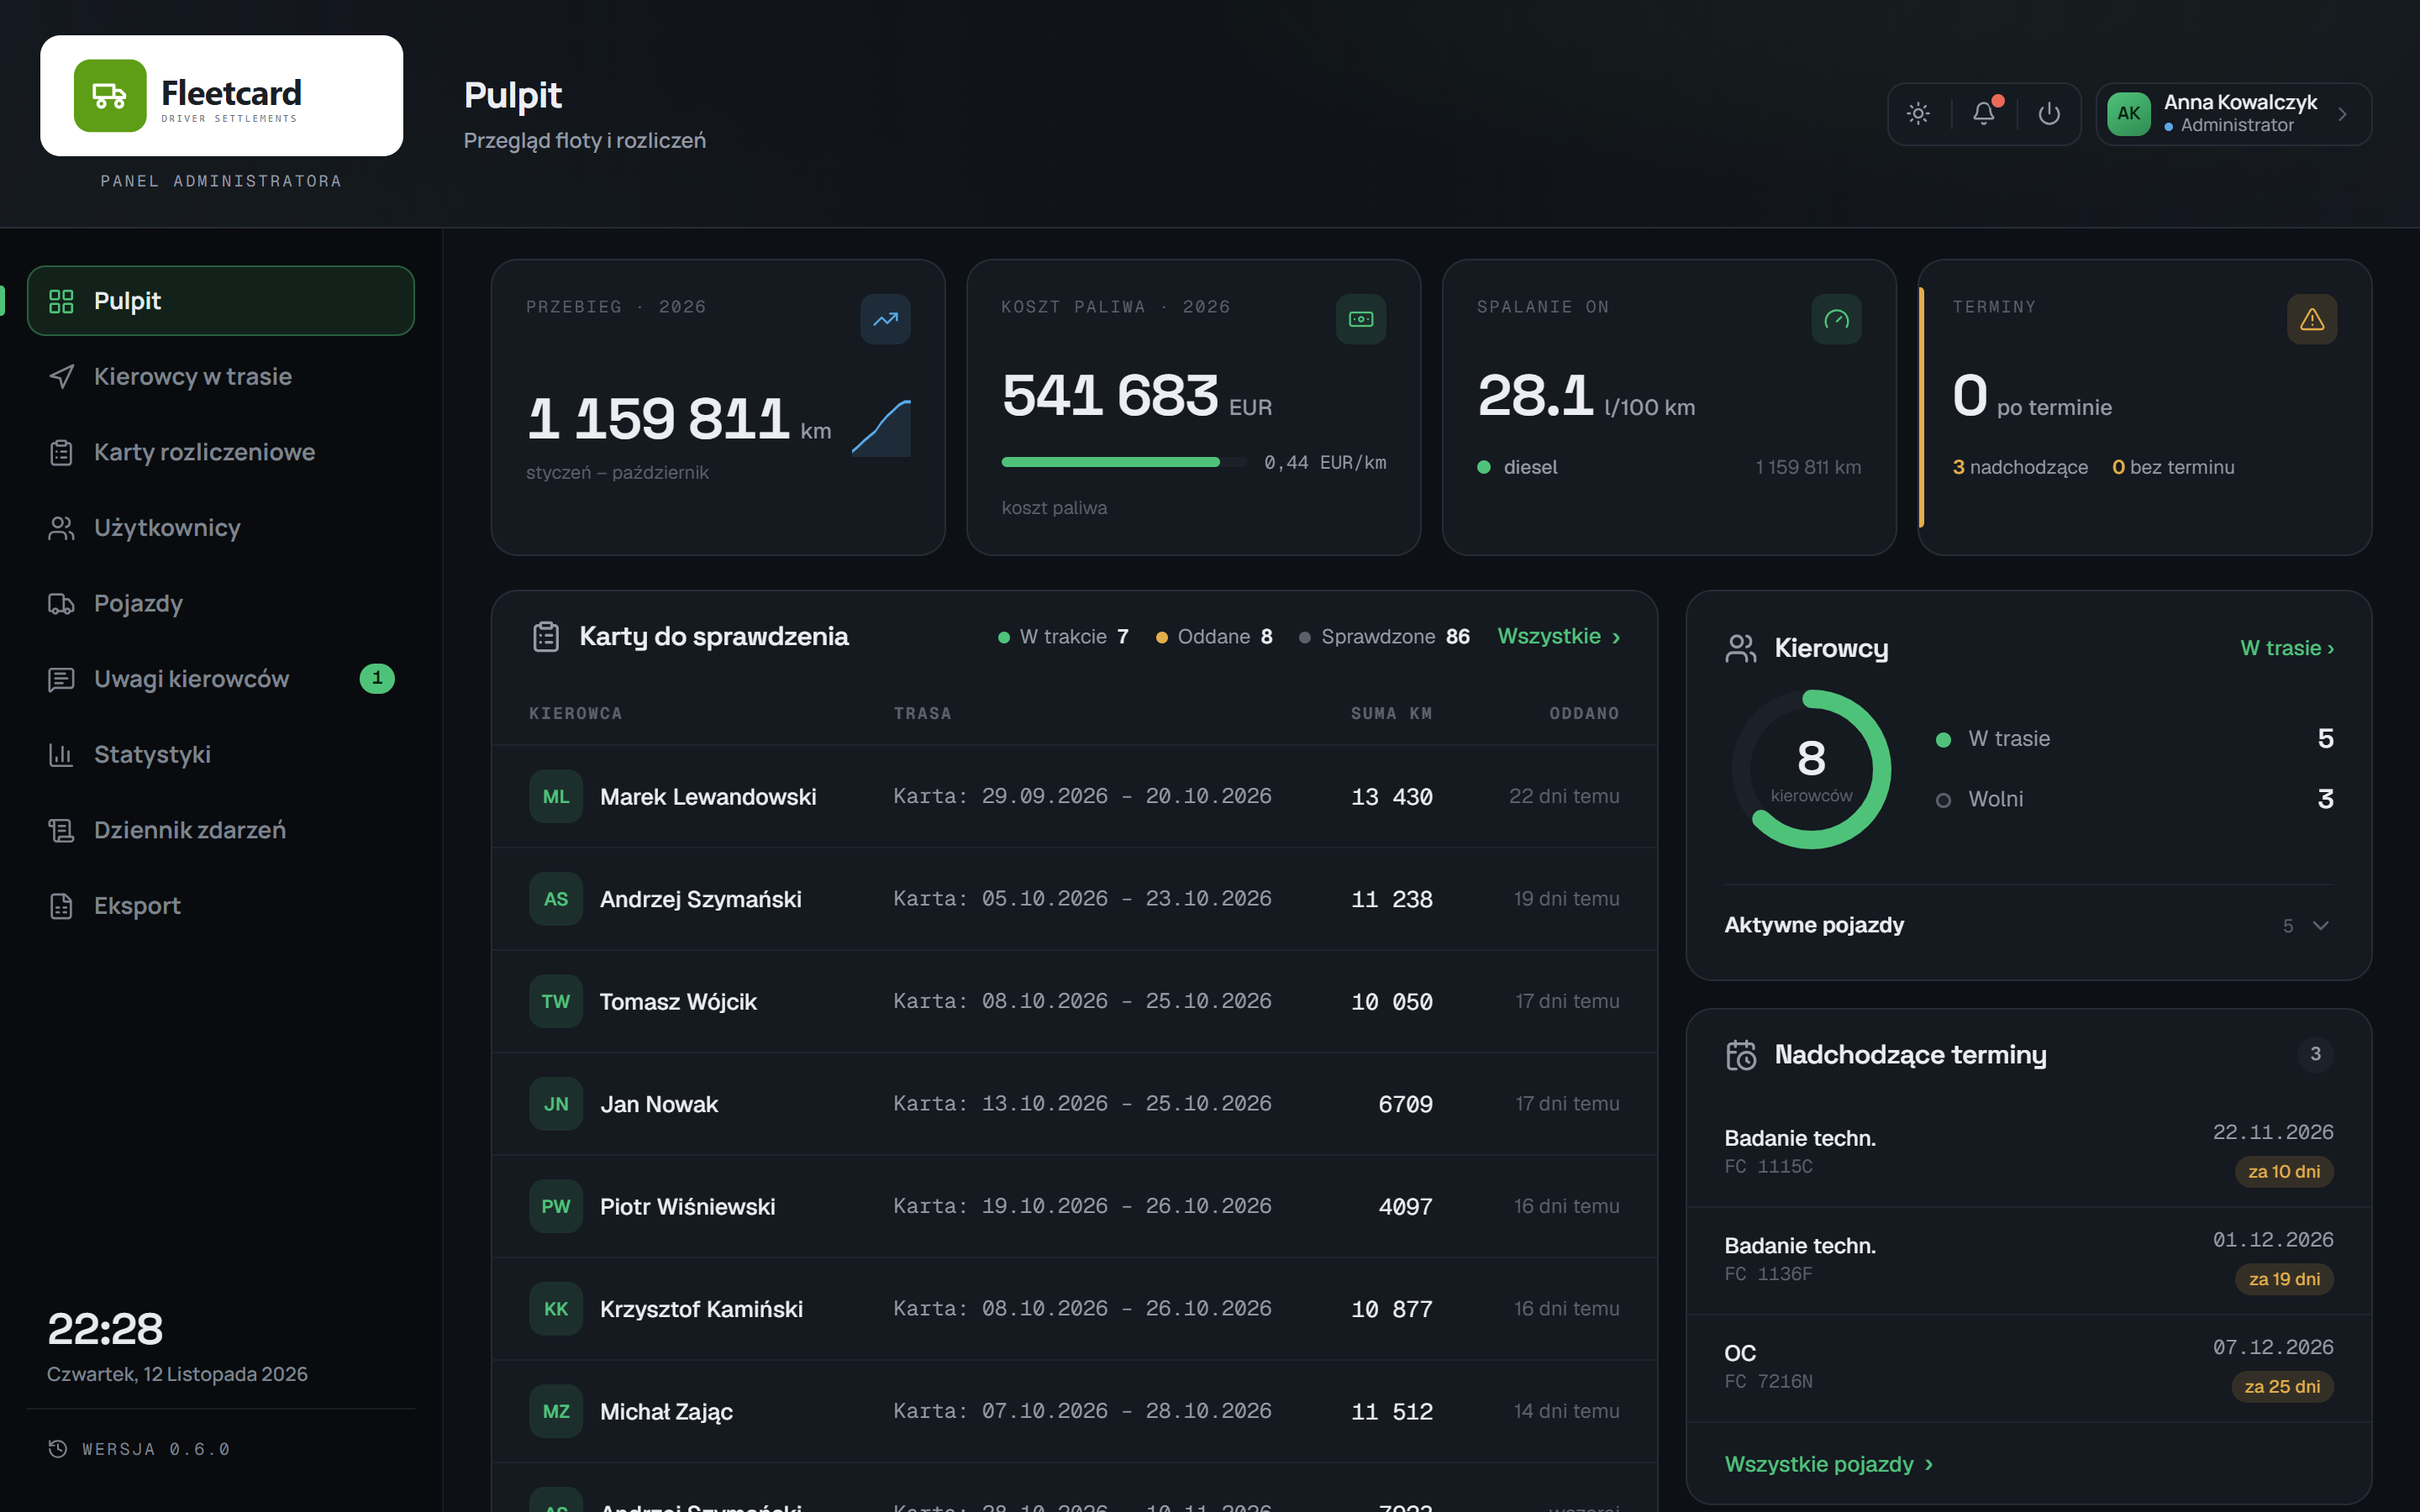 Fleetcard
DRIVER SETTLEMENTS
PANEL ADMINISTRATORA
Pulpit
Przegląd floty i rozliczeń
AK
Anna Kowalczyk
Administrator
Pulpit
Kierowcy w trasie
Karty rozliczeniowe
Użytkownicy
Pojazdy
Uwagi kierowców 1
Statystyki
Dziennik zdarzeń
Eksport
22:28
Czwartek, 12 Listopada 2026
WERSJA 0.6.0
PRZEBIEG · 2026
1 159 811 km
styczeń – październik
KOSZT PALIWA · 2026
541 683 EUR
0,44 EUR/km
koszt paliwa
SPALANIE ON
28.1 l/100 km
diesel 1 159 811 km
TERMINY
0 po terminie
3 nadchodzące 0 bez terminu
Karty do sprawdzenia W trakcie 7 Oddane 8 Sprawdzone 86 Wszystkie ›
KIEROWCA TRASA SUMA KM ODDANO
ML Marek Lewandowski Karta: 29.09.2026 – 20.10.2026 13 430 22 dni temu
AS Andrzej Szymański Karta: 05.10.2026 – 23.10.2026 11 238 19 dni temu
TW Tomasz Wójcik Karta: 08.10.2026 – 25.10.2026 10 050 17 dni temu
JN Jan Nowak Karta: 13.10.2026 – 25.10.2026 6709 17 dni temu
PW Piotr Wiśniewski Karta: 19.10.2026 – 26.10.2026 4097 16 dni temu
KK Krzysztof Kamiński Karta: 08.10.2026 – 26.10.2026 10 877 16 dni temu
MZ Michał Zając Karta: 07.10.2026 – 28.10.2026 11 512 14 dni temu
AS Andrzej Szymański Karta: 28.10.2026 – 10.11.2026
Kierowcy W trasie ›
8
kierowców
W trasie 5
Wolni 3
Aktywne pojazdy 5
Nadchodzące terminy 3
Badanie techn. 22.11.2026
FC 1115C za 10 dni
Badanie techn. 01.12.2026
FC 1136F za 19 dni
OC 07.12.2026
FC 7216N za 25 dni
Wszystkie pojazdy ›